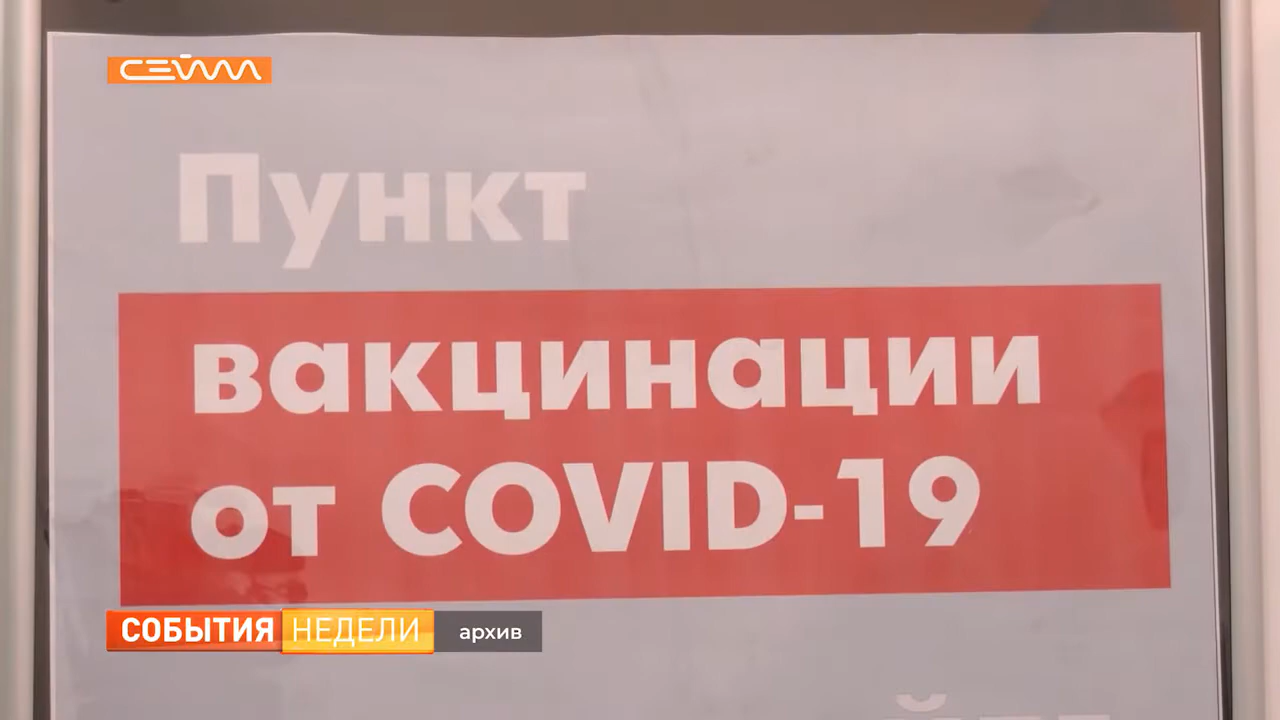 СЕЙМ
Пункт
вакцинации
от COVID-19
СОБЫТИЯ НЕДЕЛИ архив